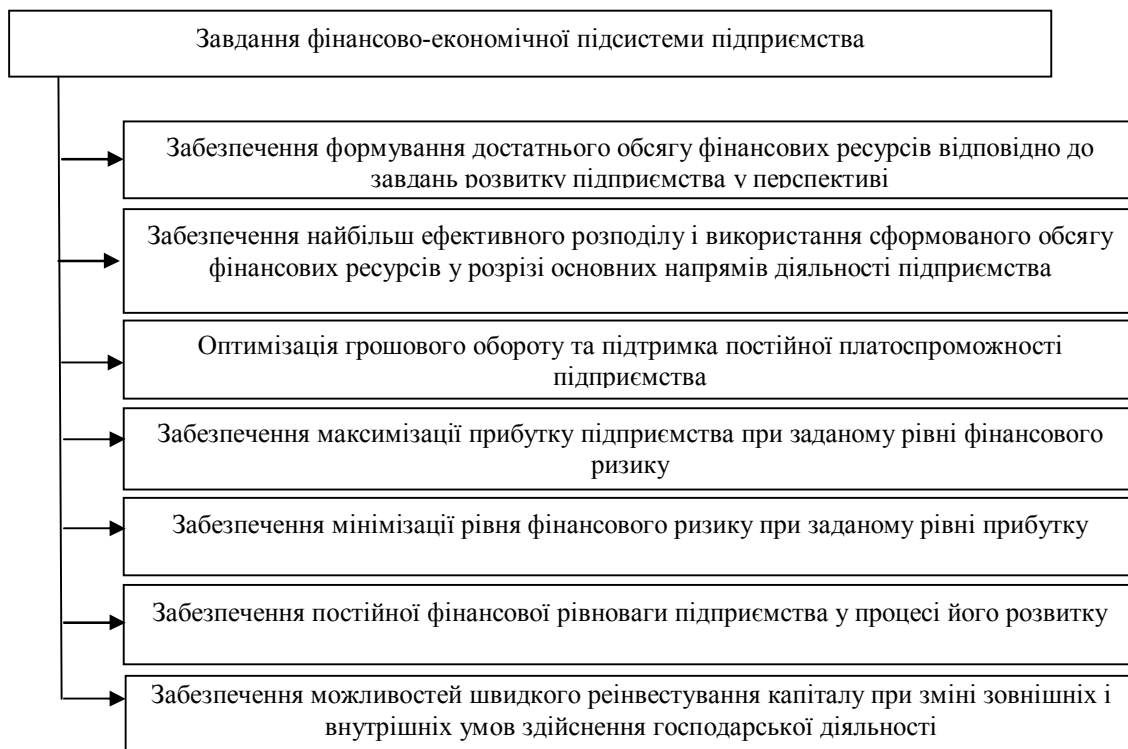 Завдання фінансово-економічної підсистеми підприємства
Забезпечення формування достатнього обсягу фінансових ресурсів відповідно до
завдань розвитку підприємства у перспективі
Забезпечення найбільш ефективного розподілу і використання сформованого обсягу
фінансових ресурсів у розрізі основних напрямів діяльності підприємства
Оптимізація грошового обороту та підтримка постійної платоспроможності
підприємства
Забезпечення максимізації прибутку підприємства при заданому рівні фінансового
ризику
Забезпечення мінімізації рівня фінансового ризику при заданому рівні прибутку
Забезпечення постійної фінансової рівноваги підприємства у процесі його розвитку
Забезпечення можливостей швидкого реінвестування капіталу при зміні зовнішніх і
внутрішніх умов здійснення господарської діяльності